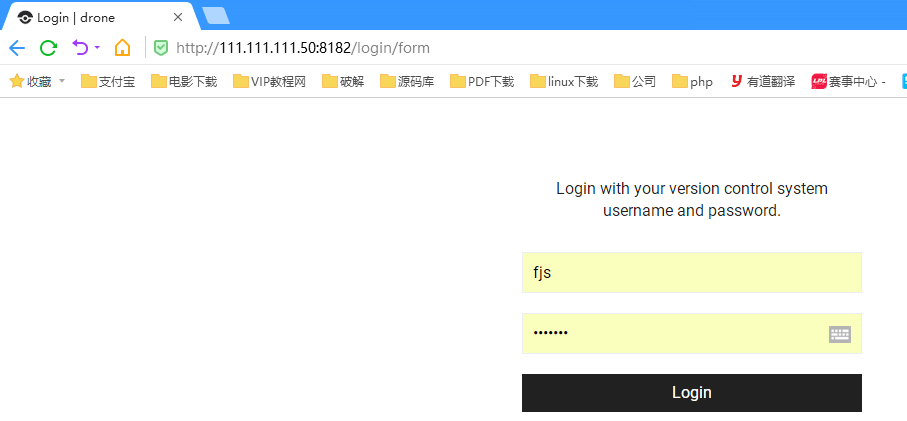 Login | drone
http://111.111.111.50:8182/login/form
收藏 支付宝 电影下载 VIP教程网 破解 源码库 PDF下载 linux下载 公司 php 有道翻译 LPL 赛事中心 -
Login with your version control system
username and password.
fjs
•••••••
Login